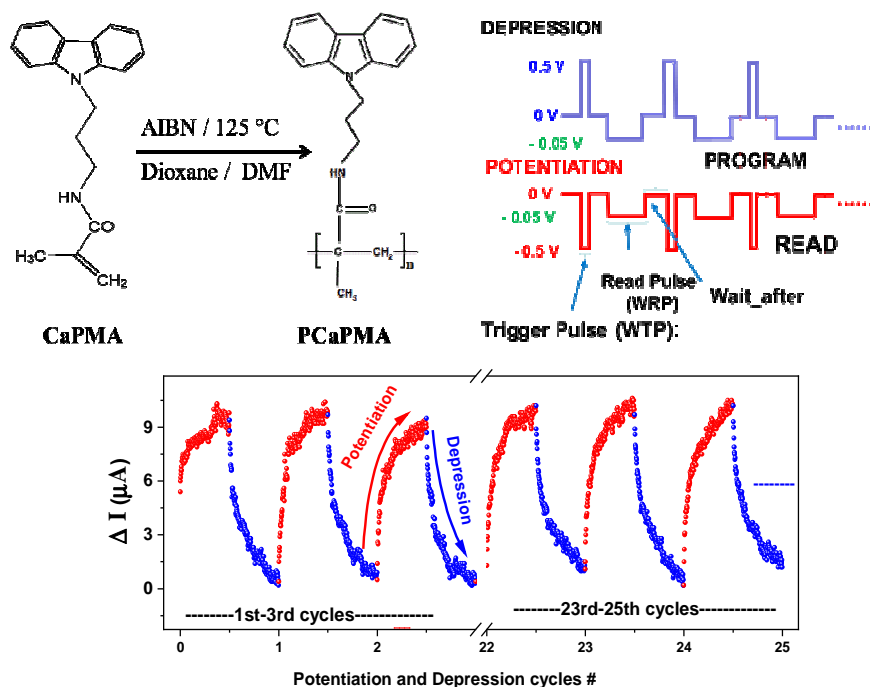 N
HN
CO
H₃C
CH₂
CaPMA
AIBN / 125 °C
Dioxane / DMF
N
HN
C
O
C
CH₂
n
CH₃
PCaPMA
DEPRESSION
0.5 V
0 V
- 0.05 V
PROGRAM
POTENTIATION
0 V
- 0.05 V
-0.5 V
READ
Read Pulse
(WRP)
Wait_after
Trigger Pulse (WTP):
Δ I (μA)
9
6
3
0
Potentiation
Depression
--------1st-3rd cycles----------
--------23rd-25th cycles-----------
0
1
2
22
23
24
25
Potentiation and Depression cycles #